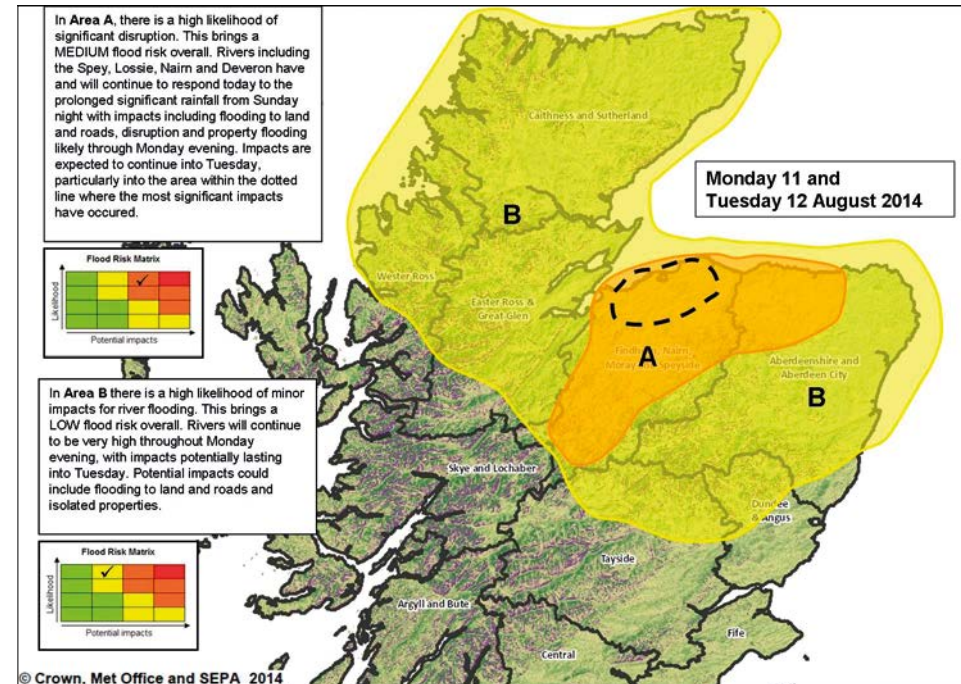 In Area A, there is a high likelihood of
significant disruption. This brings a
MEDIUM flood risk overall. Rivers including
the Spey, Lossie, Nairn and Deveron have
and will continue to respond today to the
prolonged significant rainfall from Sunday
night with impacts including flooding to land
and roads, disruption and property flooding
likely through Monday evening. Impacts are
expected to continue into Tuesday,
particularly into the area within the dotted
line where the most significant impacts
have occured.
Flood Risk Matrix
Likelihood
Potential impacts
In Area B there is a high likelihood of minor
impacts for river flooding. This brings a
LOW flood risk overall. Rivers will continue
to be very high throughout Monday
evening, with impacts potentially lasting
into Tuesday. Potential impacts could
include flooding to land and roads and
isolated properties.
Flood Risk Matrix
Likelihood
Potential impacts
Monday 11 and
Tuesday 12 August 2014
Caithness and Sutherland
B
Wester Ross
Easter Ross &
Great Glen
Findhorn, Nairn,
Moray & Speyside
A
Aberdeenshire and
Aberdeen City
B
Skye and Lochaber
Dundee
& Angus
Tayside
Argyll and Bute
Fife
Central
© Crown, Met Office and SEPA 2014